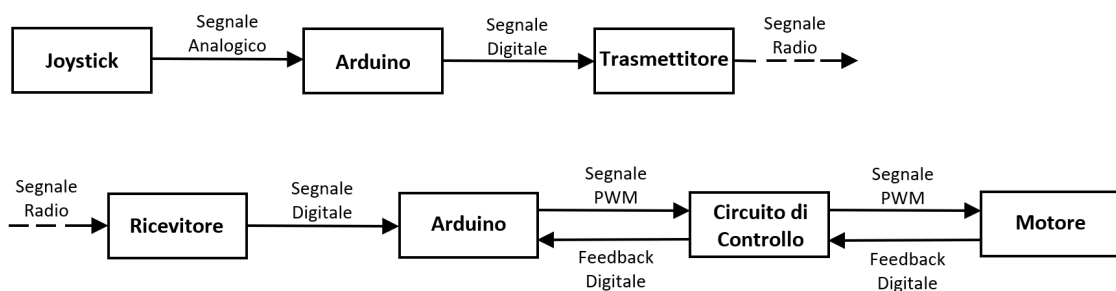 Segnale
Analogico
Segnale
Digitale
Segnale
Radio
Joystick
Arduino
Trasmettitore
Segnale
Radio
Segnale
Digitale
Segnale
PWM
Segnale
PWM
Ricevitore
Arduino
Circuito di
Controllo
Motore
Feedback
Digitale
Feedback
Digitale